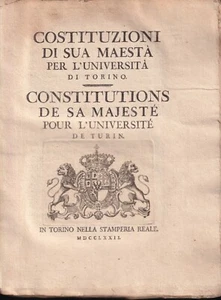 COSTITUZIONI
DI SUA MAESTÀ
PER L'UNIVERSITÀ
DI TORINO.
CONSTITUTIONS
DE SA MAJESTÉ
POUR L'UNIVERSITÉ
DE TURIN.
IN TORINO NELLA STAMPERIA REALE.
MDCCLXXII.